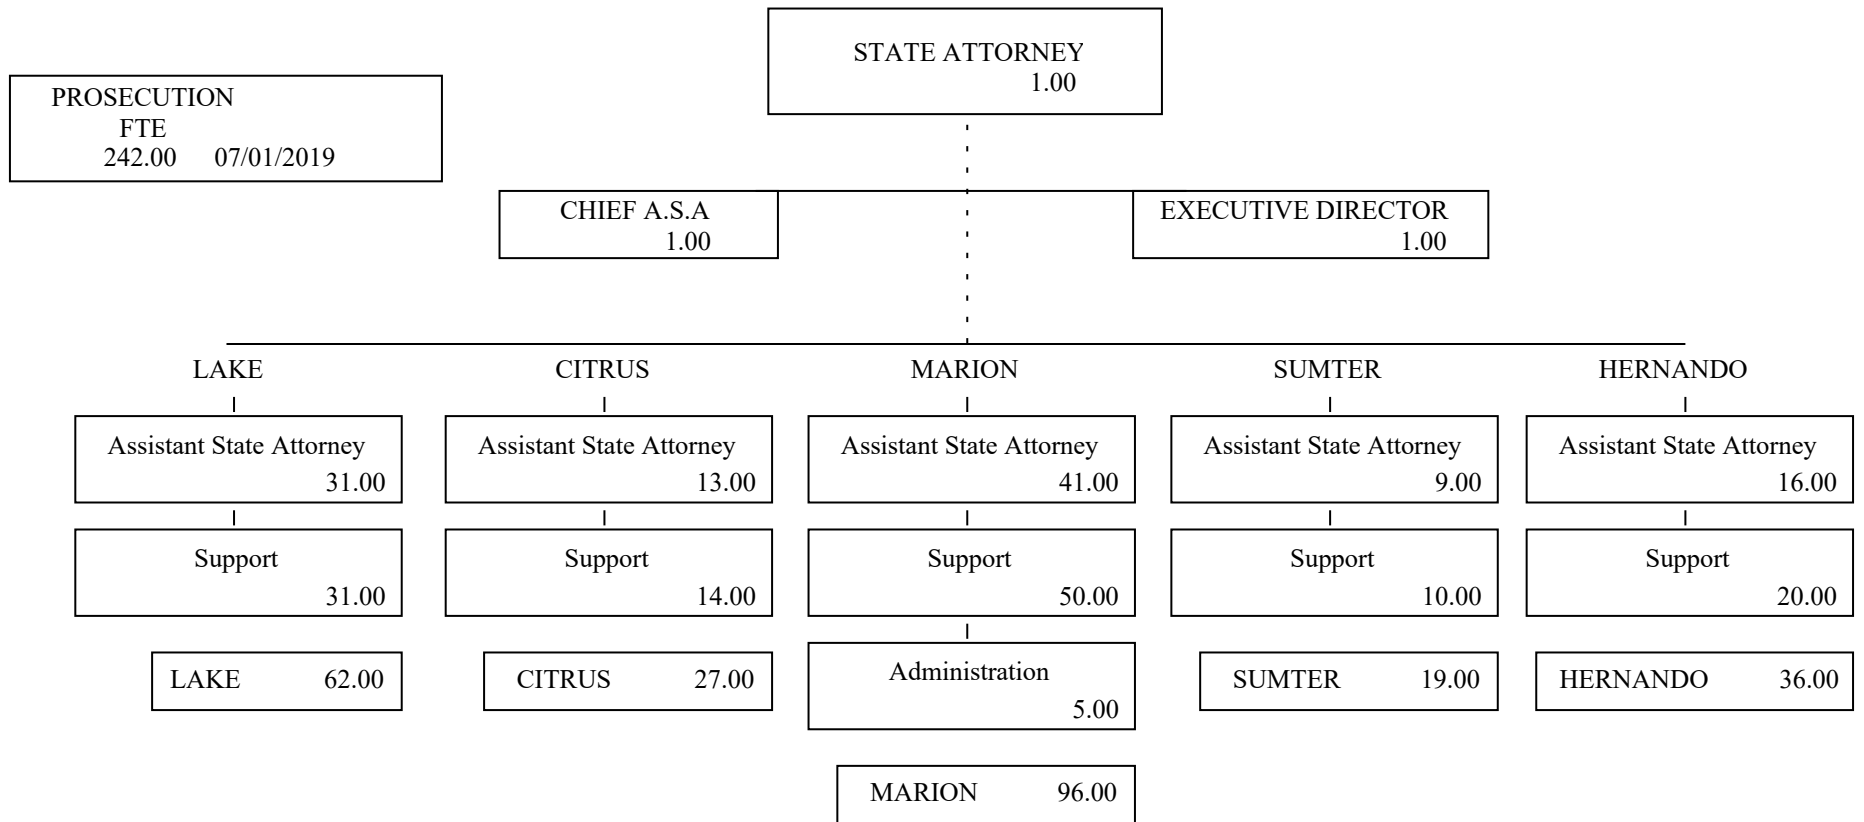 STATE ATTORNEY
1.00
PROSECUTION
FTE
242.00 07/01/2019
CHIEF A.S.A
1.00
EXECUTIVE DIRECTOR
1.00
LAKE
CITRUS
MARION
SUMTER
HERNANDO
Assistant State Attorney
31.00
Assistant State Attorney
13.00
Assistant State Attorney
41.00
Assistant State Attorney
9.00
Assistant State Attorney
16.00
Support
31.00
Support
14.00
Support
50.00
Support
10.00
Support
20.00
LAKE 62.00
CITRUS 27.00
Administration
5.00
SUMTER 19.00
HERNANDO 36.00
MARION 96.00